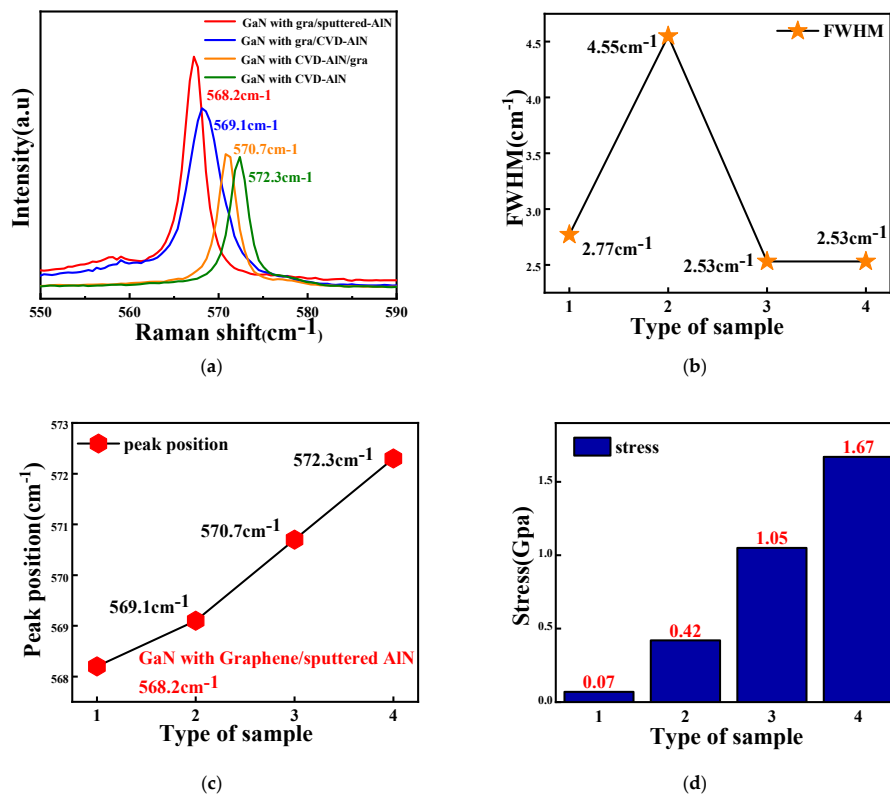 GaN with gra/sputtered-AlN
GaN with gra/CVD-AlN
GaN with CVD-AlN/gra
GaN with CVD-AlN
568.2cm-1
569.1cm-1
570.7cm-1
572.3cm-1
Intensity(a.u)
550 560 570 580 590
Raman shift(cm-1)
(a)
FWHM
4.55cm-1
2.77cm-1
2.53cm-1
2.53cm-1
4.5
4.0
3.0
2.5
FWHM(cm-1)
1 2 3 4
Type of sample
(b)
peak position
572.3cm-1
570.7cm-1
569.1cm-1
GaN with Graphene/sputtered AlN
568.2cm-1
573
572
571
570
569
568
Peak position(cm-1)
1 2 3 4
Type of sample
(c)
stress
1.67
1.05
0.42
0.07
1.5
1.0
0.5
0.0
Stress(Gpa)
1 2 3 4
Type of sample
(d)